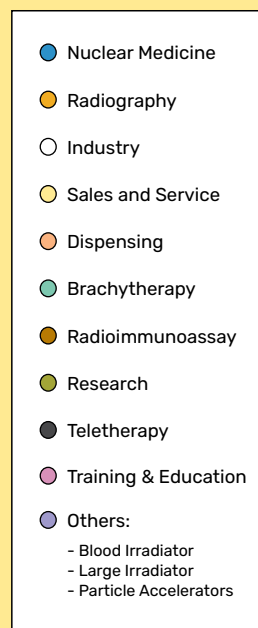 Nuclear Medicine
Radiography
Industry
Sales and Service
Dispensing
Brachytherapy
Radioimmunoassay
Research
Teletherapy
Training & Education
Others:
- Blood Irradiator
- Large Irradiator
- Particle Accelerators